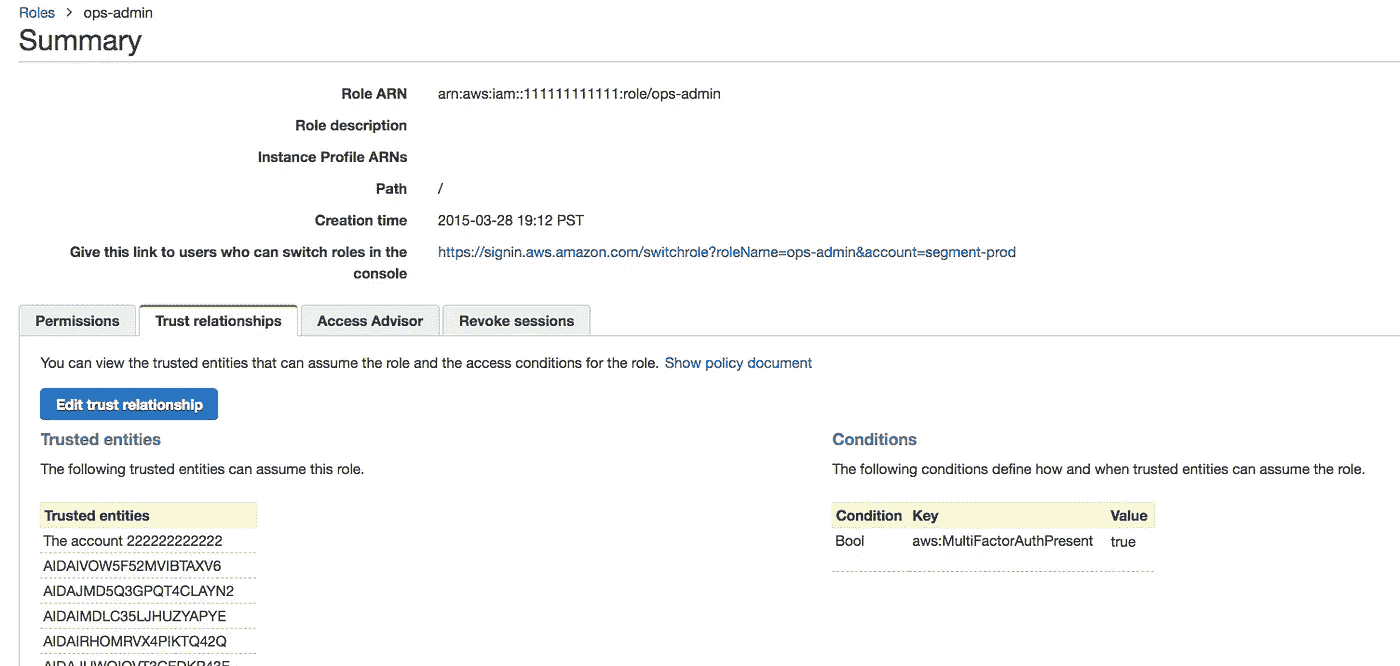 Roles > ops-admin
Summary
Role ARN arn:aws:iam::111111111111:role/ops-admin
Role description
Instance Profile ARNs
Path /
Creation time 2015-03-28 19:12 PST
Give this link to users who can switch roles in the https://signin.aws.amazon.com/switchrole?roleName=ops-admin&account=segment-prod
console
Permissions Trust relationships Access Advisor Revoke sessions
You can view the trusted entities that can assume the role and the access conditions for the role. Show policy document
Edit trust relationship
Trusted entities
The following trusted entities can assume this role.
Trusted entities
The account 222222222222
AIDAIVOW5F52MVIBTAXV6
AIDAJMD5Q3GPQT4CLAYN2
AIDAIMDLC35LJHUZYAPYE
AIDAIRHOMRVX4PIKTQ42Q
Conditions
The following conditions define how and when trusted entities can assume the role.
Condition Key Value
Bool aws:MultiFactorAuthPresent true